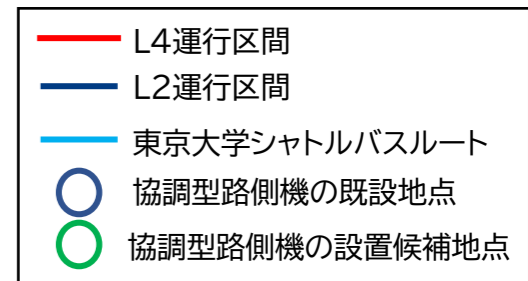 L4運行区間
L2運行区間
東京大学シャトルバスルート
協調型路側機の既設地点
協調型路側機の設置候補地点